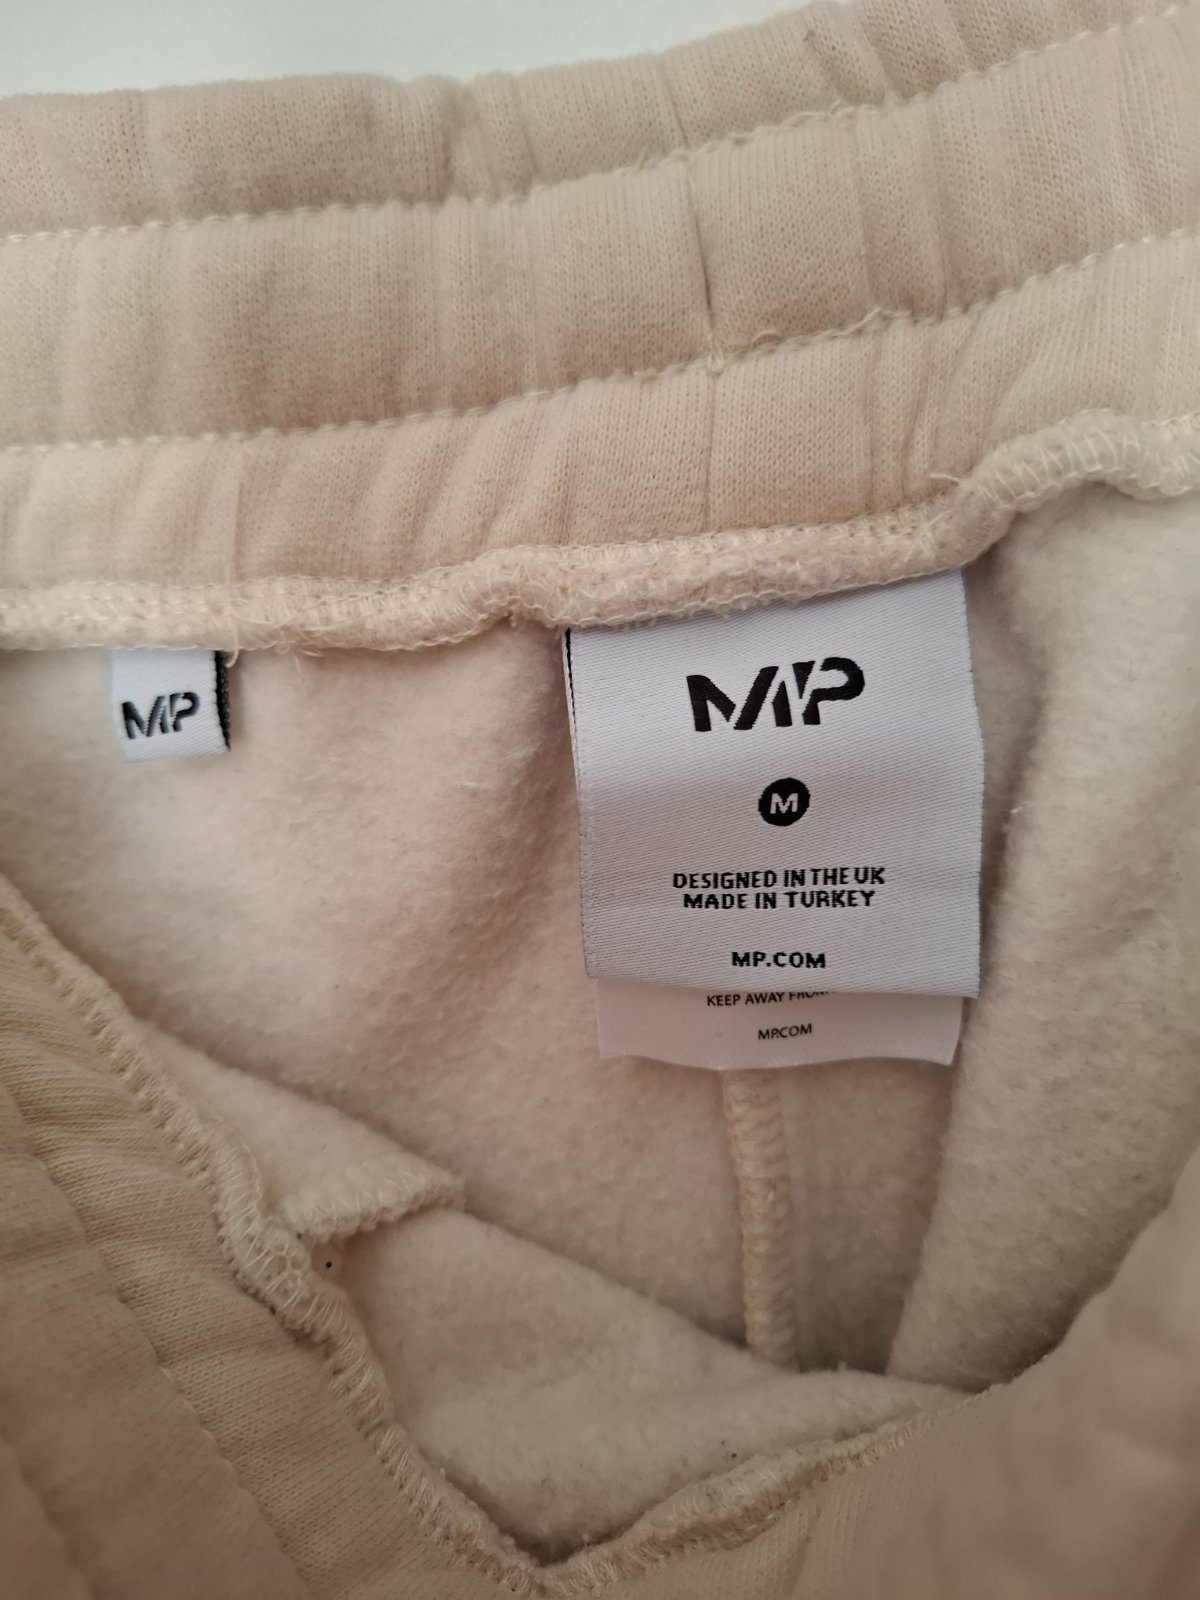 MP
MP
M
DESIGNED IN THE UK
MADE IN TURKEY
MP.COM
KEEP AWAY FROM
MP.COM